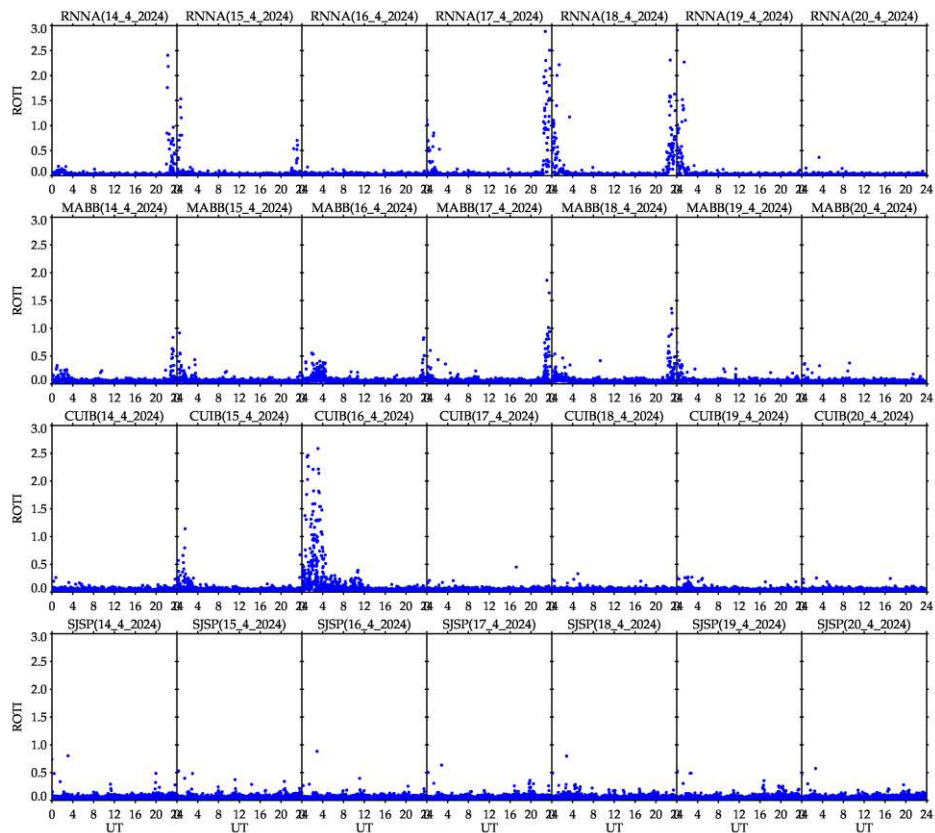 RNNA(14_4_2024) RNNA(15_4_2024) RNNA(16_4_2024) RNNA(17_4_2024) RNNA(18_4_2024) RNNA(19_4_2024) RNNA(20_4_2024)
3.0
2.5
2.0
ROTI
1.5
1.0
0.5
0.0
0 4 8 12 16 20 24 4 8 12 16 20 24 4 8 12 16 20 24 4 8 12 16 20 24 4 8 12 16 20 24 4 8 12 16 20 24 4 8 12 16 20 24
MABB(14_4_2024) MABB(15_4_2024) MABB(16_4_2024) MABB(17_4_2024) MABB(18_4_2024) MABB(19_4_2024) MABB(20_4_2024)
3.0
2.5
2.0
ROTI
1.5
1.0
0.5
0.0
0 4 8 12 16 20 24 4 8 12 16 20 24 4 8 12 16 20 24 4 8 12 16 20 24 4 8 12 16 20 24 4 8 12 16 20 24 4 8 12 16 20 24
CUIB(14_4_2024) CUIB(15_4_2024) CUIB(16_4_2024) CUIB(17_4_2024) CUIB(18_4_2024) CUIB(19_4_2024) CUIB(20_4_2024)
3.0
2.5
2.0
ROTI
1.5
1.0
0.5
0.0
0 4 8 12 16 20 24 4 8 12 16 20 24 4 8 12 16 20 24 4 8 12 16 20 24 4 8 12 16 20 24 4 8 12 16 20 24 4 8 12 16 20 24
SJSP(14_4_2024) SJSP(15_4_2024) SJSP(16_4_2024) SJSP(17_4_2024) SJSP(18_4_2024) SJSP(19_4_2024) SJSP(20_4_2024)
3.0
2.5
2.0
ROTI
1.5
1.0
0.5
0.0
0 4 8 12 16 20 24 4 8 12 16 20 24 4 8 12 16 20 24 4 8 12 16 20 24 4 8 12 16 20 24 4 8 12 16 20 24 4 8 12 16 20 24
UT UT UT UT UT UT UT